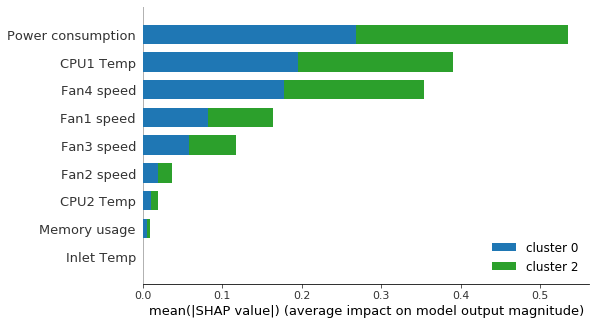 Power consumption
CPU1 Temp
Fan4 speed
Fan1 speed
Fan3 speed
Fan2 speed
CPU2 Temp
Memory usage
Inlet Temp
cluster 0
cluster 2
0.0 0.1 0.2 0.3 0.4 0.5
mean(|SHAP value|) (average impact on model output magnitude)